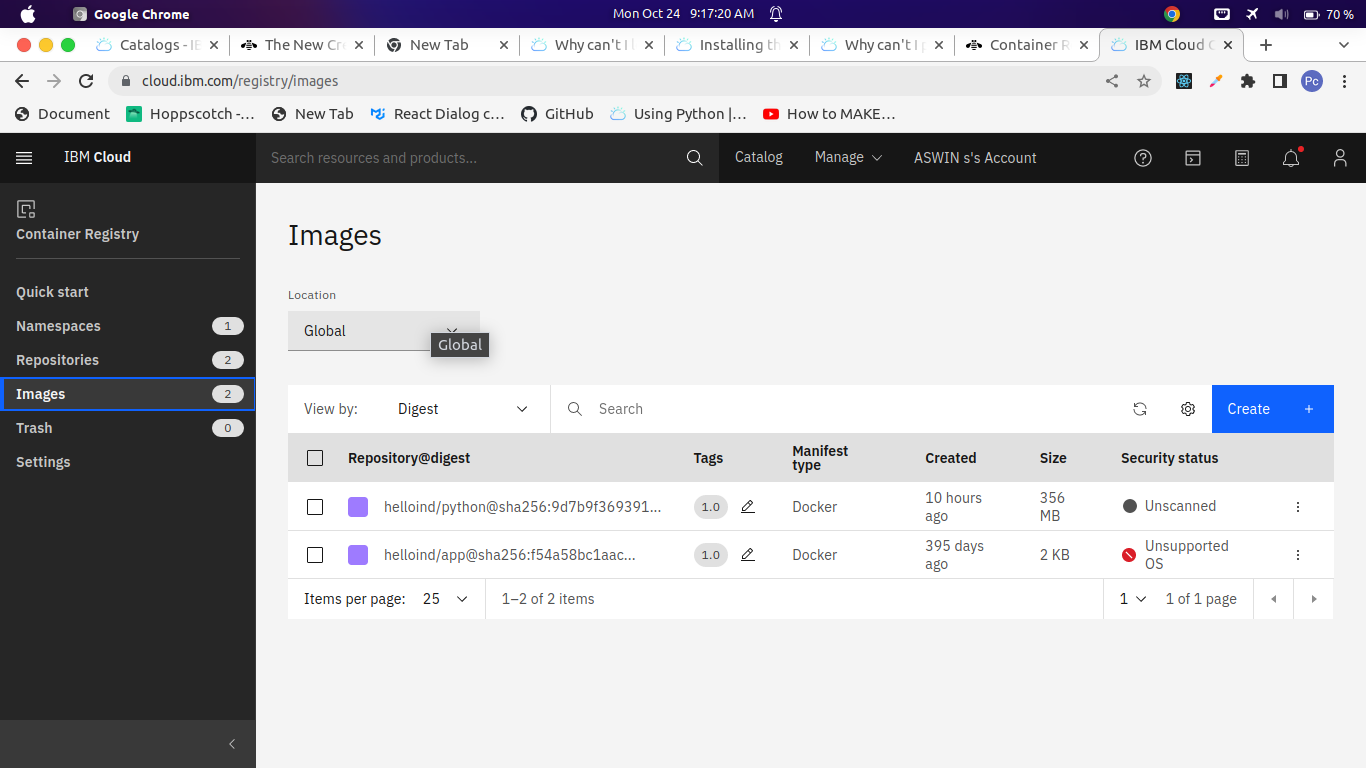 Google Chrome
Mon Oct 24 9:17:20 AM
70 %
Catalogs - IB
The New Cr
New Tab
Why can't I l
Installing th
Why can't I p
Container R
IBM Cloud C
cloud.ibm.com/registry/images
Pc
Document
Hoppscotch -...
New Tab
React Dialog c...
GitHub
Using Python |...
How to MAKE...
IBM Cloud
Search resources and products...
Catalog
Manage
ASWIN s's Account
Container Registry
Quick start
Namespaces 1
Repositories 2
Images 2
Trash 0
Settings
Images
Location
Global
Global
View by: Digest
Search
Create +
Repository@digest Tags Manifest type Created Size Security status
helloind/python@sha256:9d7b9f369391... 1.0 Docker 10 hours ago 356 MB Unscanned
helloind/app@sha256:f54a58bc1aac... 1.0 Docker 395 days ago 2 KB Unsupported OS
Items per page: 25 1–2 of 2 items 1 1 of 1 page